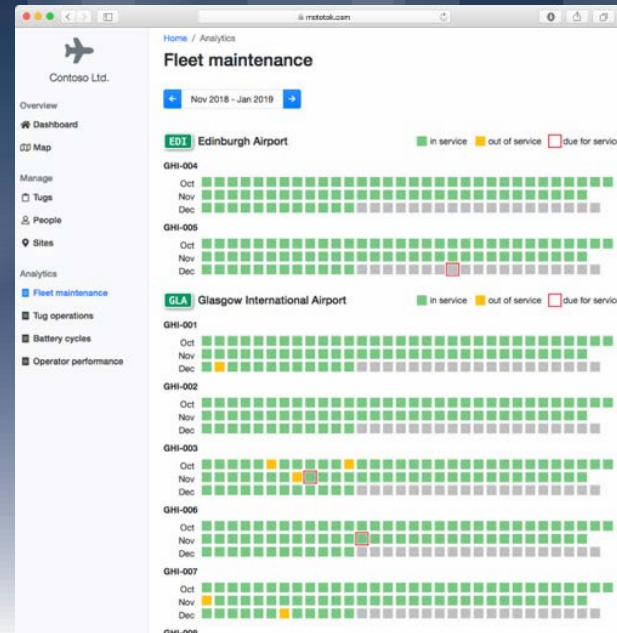 mototok.com
Home / Analytics
Fleet maintenance
Contoso Ltd.
Nov 2018 - Jan 2019
Overview
Dashboard
Map
Manage
Tugs
People
Sites
Analytics
Fleet maintenance
Tug operations
Battery cycles
Operator performance
EDI Edinburgh Airport in service out of service due for servic
GHI-004
Oct
Nov
Dec
GHI-005
Oct
Nov
Dec
GLA Glasgow International Airport in service out of service due for servic
GHI-001
Oct
Nov
Dec
GHI-002
Oct
Nov
Dec
GHI-003
Oct
Nov
Dec
GHI-006
Oct
Nov
Dec
GHI-007
Oct
Nov
Dec